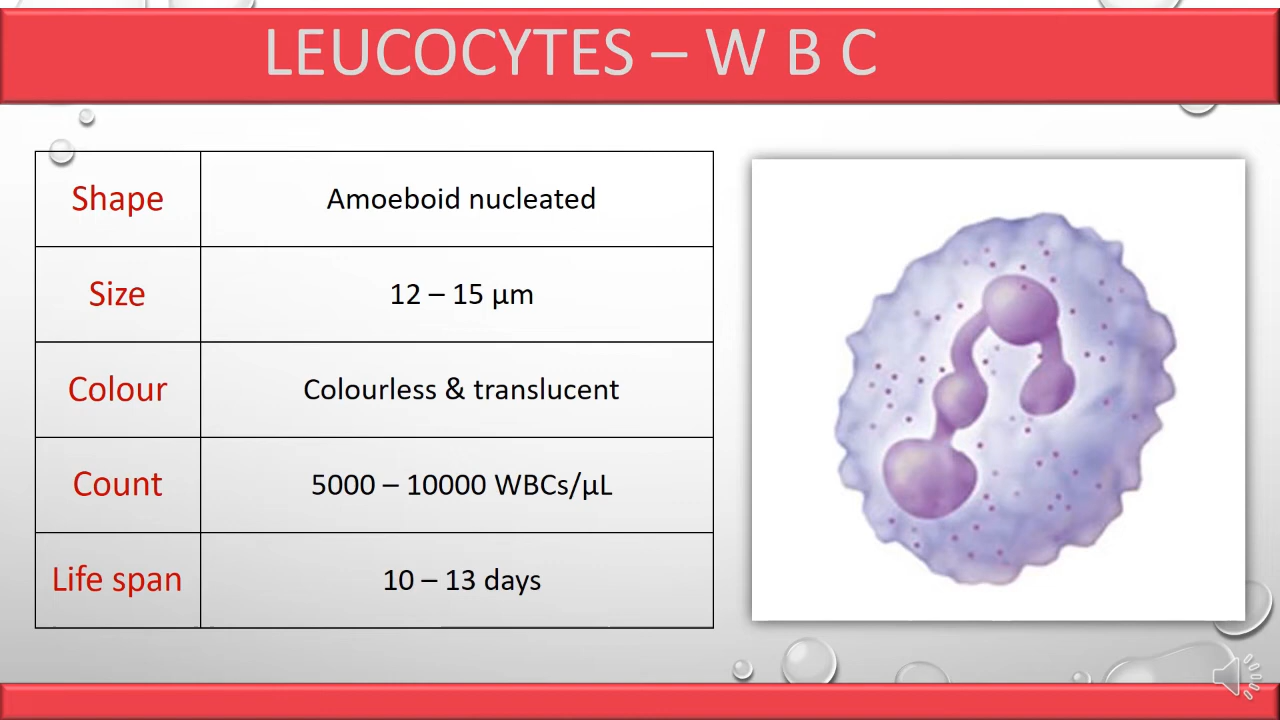 LEUCOCYTES – W B C
Shape
Amoeboid nucleated
Size
12 – 15 µm
Colour
Colourless & translucent
Count
5000 – 10000 WBCs/µL
Life span
10 – 13 days